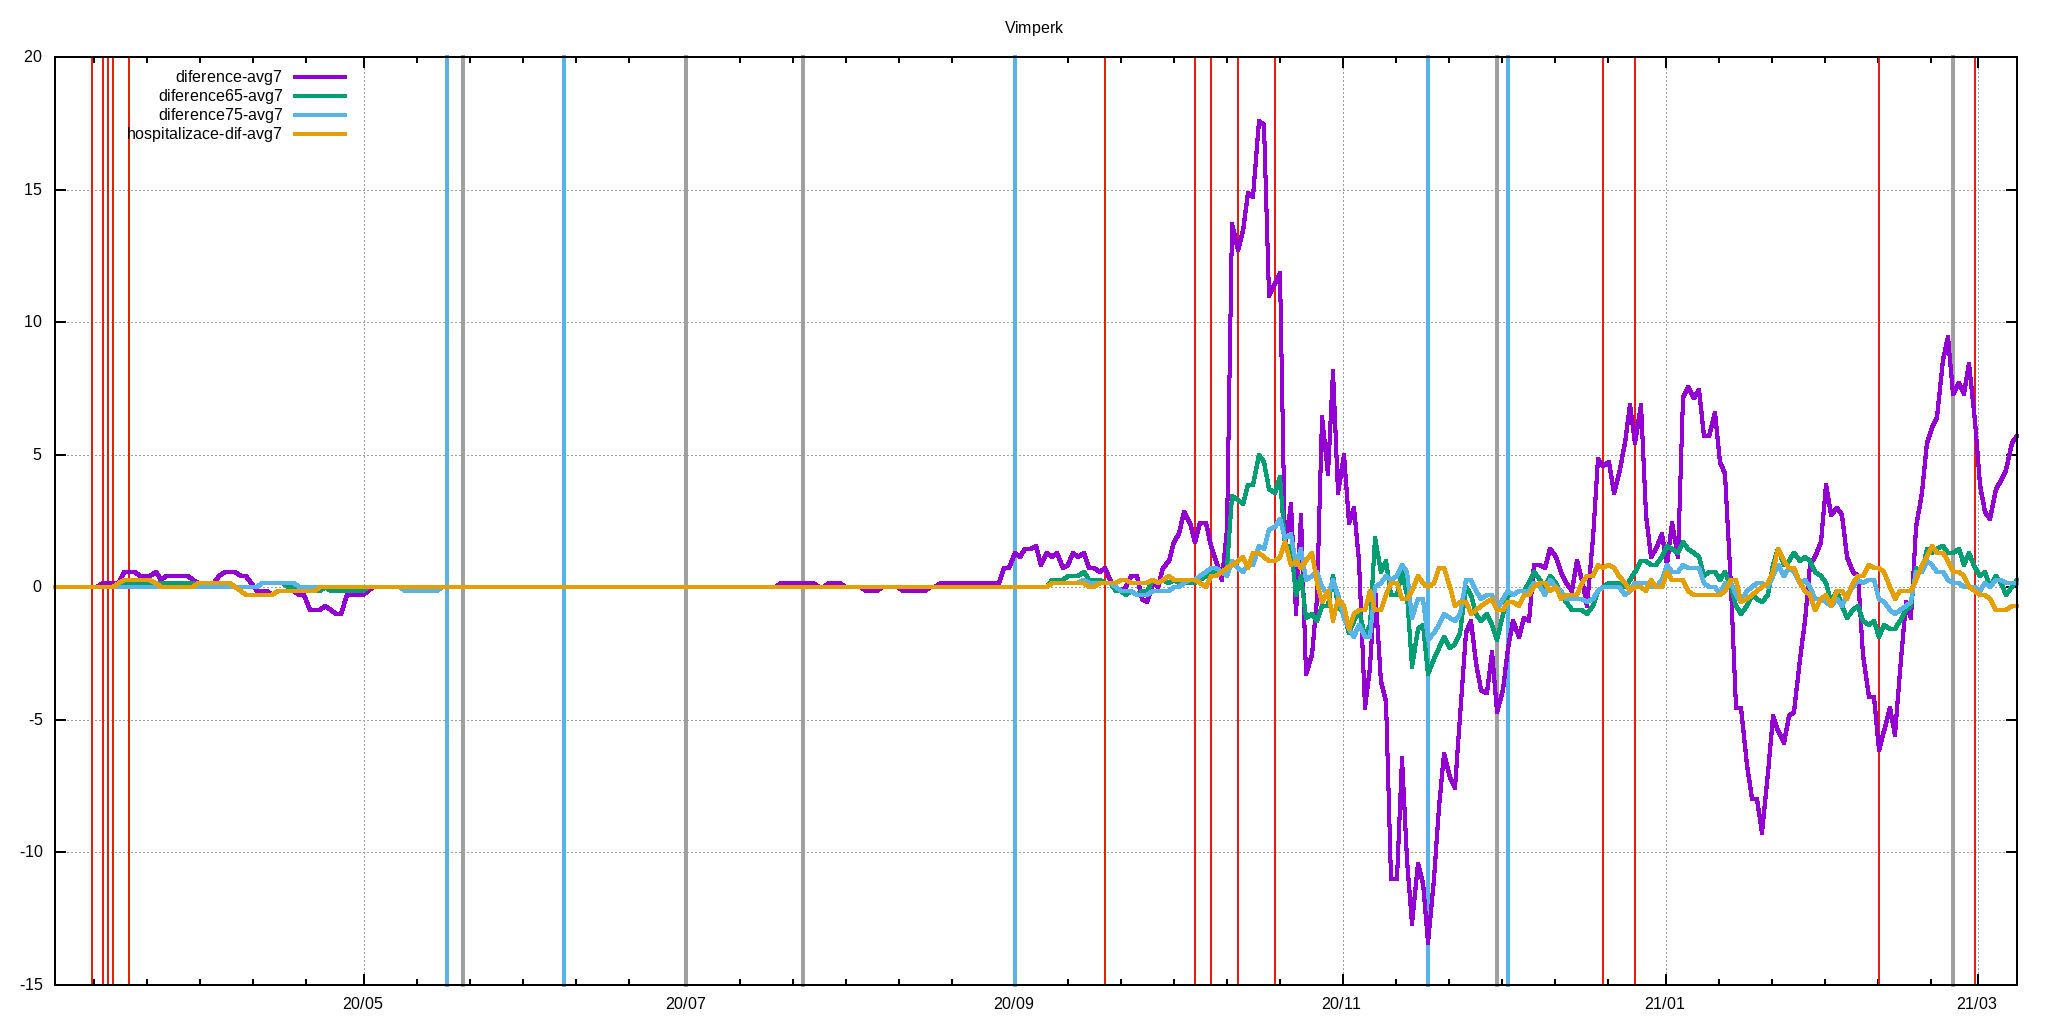 Vimperk
20
diference-avg7
diference65-avg7
diference75-avg7
hospitalizace-dif-avg7
15
10
5
0
-5
-10
-15
20/05 20/07 20/09 20/11 21/01 21/03